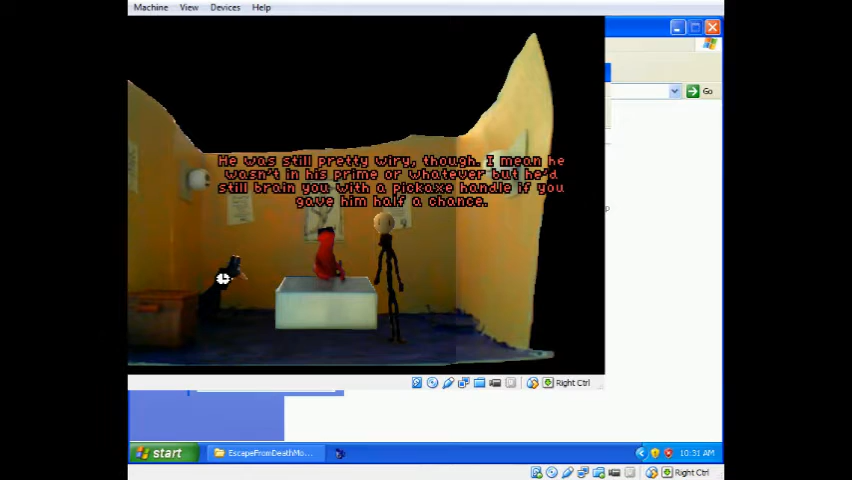 Machine View Devices Help
Go
He was still pretty wiry, though. I mean he
wasn't in his prime or whatever but he'd
still brain you with a pickaxe handle if you
gave him half a chance.
Right Ctrl
start EscapeFromDeathMo... 10:31 AM
Right Ctrl